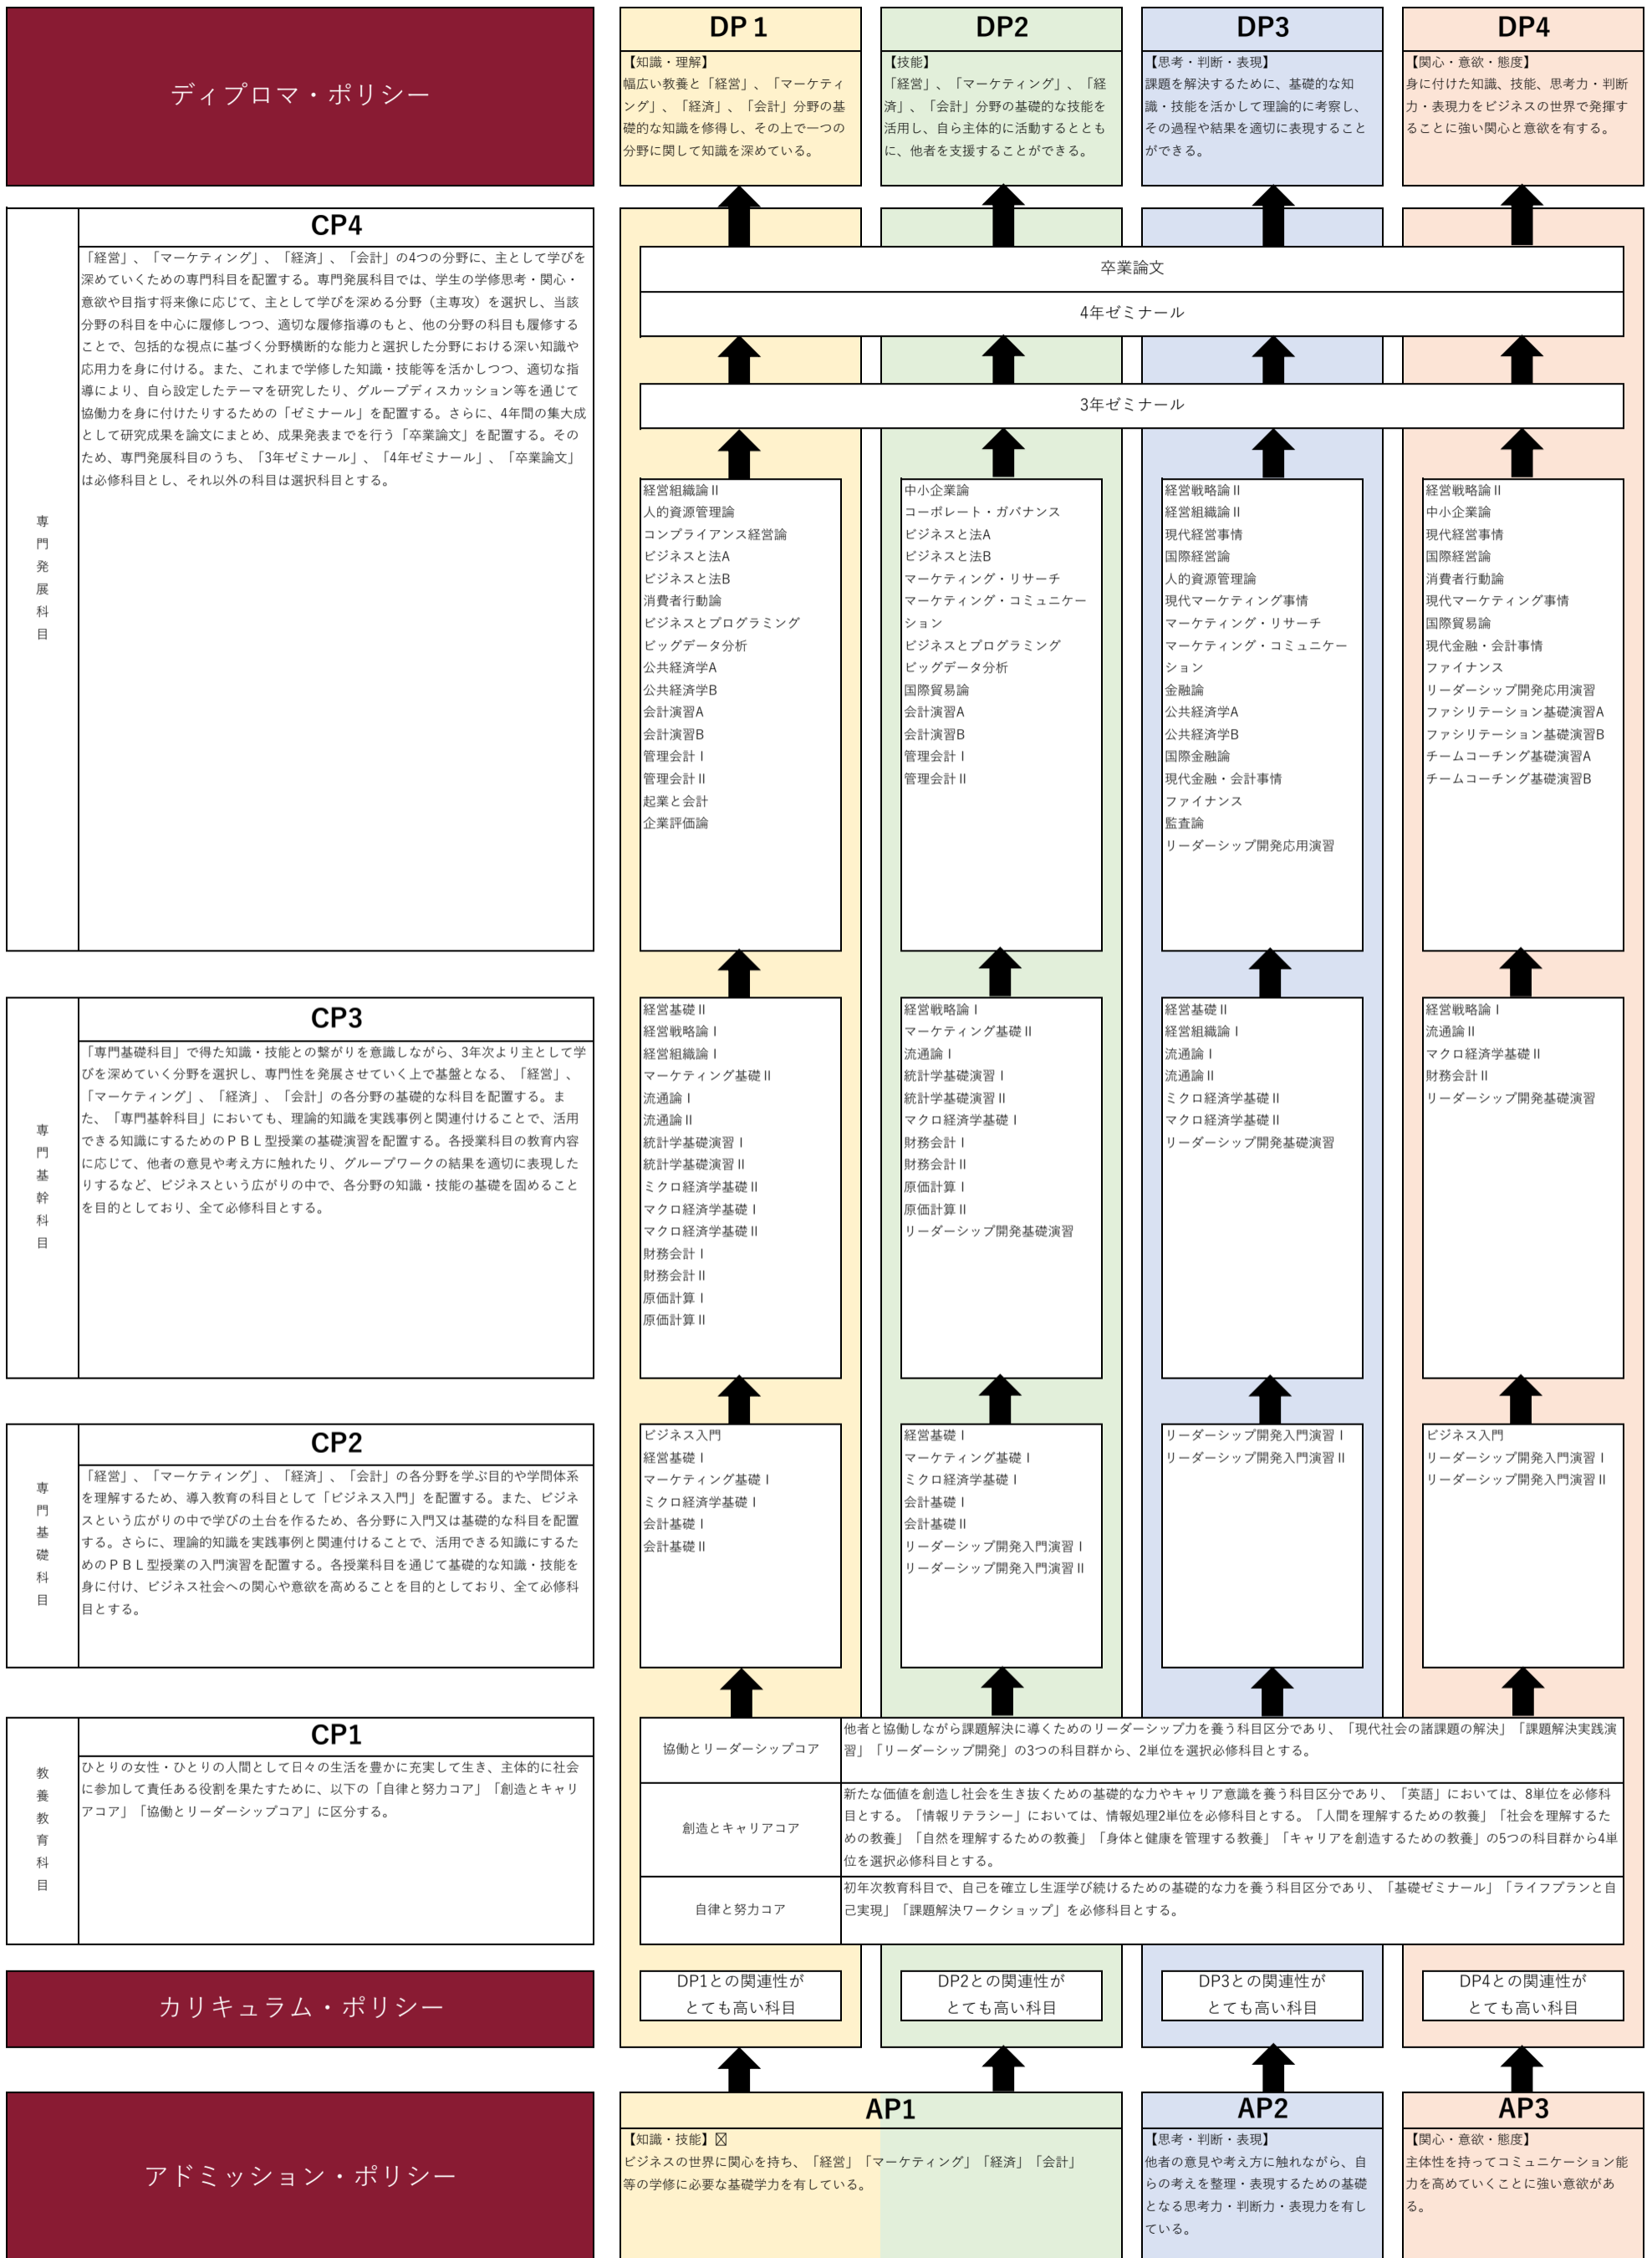 ディプロマ・ポリシー
DP 1
【知識・理解】
幅広い教養と「経営」、「マーケティ
ング」、「経済」、「会計」分野の基
礎的な知識を修得し、その上で一つの
分野に関して知識を深めている。
DP2
【技能】
「経営」、「マーケティング」、「経
済」、「会計」分野の基礎的な技能を
活用し、自ら主体的に活動するととも
に、他者を支援することができる。
DP3
【思考・判断・表現】
課題を解決するために、基礎的な知
識・技能を活かして理論的に考察し、
その過程や結果を適切に表現すること
ができる。
DP4
【関心・意欲・態度】
身に付けた知識、技能、思考力・判断
力・表現力をビジネスの世界で発揮す
ることに強い関心と意欲を有する。
専門発展科目
CP4
「経営」、「マーケティング」、「経済」、「会計」の4つの分野に、主として学びを
深めていくための専門科目を配置する。専門発展科目では、学生の学修思考・関心・
意欲や目指す将来像に応じて、主として学びを深める分野（主専攻）を選択し、当該
分野の科目を中心に履修しつつ、適切な履修指導のもと、他の分野の科目も履修する
ことで、包括的な視点に基づく分野横断的な能力と選択した分野における深い知識や
応用力を身に付ける。また、これまで学修した知識・技能等を活かしつつ、適切な指
導により、自ら設定したテーマを研究したり、グループディスカッション等を通じて
協働力を身に付けたりするための「ゼミナール」を配置する。さらに、4年間の集大成
として研究成果を論文にまとめ、成果発表までを行う「卒業論文」を配置する。その
ため、専門発展科目のうち、「3年ゼミナール」、「4年ゼミナール」、「卒業論文」
は必修科目とし、それ以外の科目は選択科目とする。
卒業論文
4年ゼミナール
3年ゼミナール
経営組織論Ⅱ
人的資源管理論
コンプライアンス経営論
ビジネスと法A
ビジネスと法B
消費者行動論
ビジネスとプログラミング
ビッグデータ分析
公共経済学A
公共経済学B
会計演習A
会計演習B
管理会計Ⅰ
管理会計Ⅱ
起業と会計
企業評価論
中小企業論
コーポレート・ガバナンス
ビジネスと法A
ビジネスと法B
マーケティング・リサーチ
マーケティング・コミュニケー
ション
ビジネスとプログラミング
ビッグデータ分析
国際貿易論
会計演習A
会計演習B
管理会計Ⅰ
管理会計Ⅱ
経営戦略論Ⅱ
経営組織論Ⅱ
現代経営事情
国際経営論
人的資源管理論
現代マーケティング事情
マーケティング・リサーチ
マーケティング・コミュニケー
ション
金融論
公共経済学A
公共経済学B
国際金融論
現代金融・会計事情
ファイナンス
監査論
リーダーシップ開発応用演習
経営戦略論Ⅱ
中小企業論
現代経営事情
国際経営論
消費者行動論
現代マーケティング事情
国際貿易論
現代金融・会計事情
ファイナンス
リーダーシップ開発応用演習
ファシリテーション基礎演習A
ファシリテーション基礎演習B
チームコーチング基礎演習A
チームコーチング基礎演習B
専門基幹科目
CP3
「専門基礎科目」で得た知識・技能との繋がりを意識しながら、3年次より主として学
びを深めていく分野を選択し、専門性を発展させていく上で基盤となる、「経営」、
「マーケティング」、「経済」、「会計」の各分野の基礎的な科目を配置する。ま
た、「専門基幹科目」においても、理論的知識を実践事例と関連付けることで、活用
できる知識にするためのＰＢＬ型授業の基礎演習を配置する。各授業科目の教育内容
に応じて、他者の意見や考え方に触れたり、グループワークの結果を適切に表現した
りするなど、ビジネスという広がりの中で、各分野の知識・技能の基礎を固めること
を目的としており、全て必修科目とする。
経営基礎Ⅱ
経営戦略論Ⅰ
経営組織論Ⅰ
マーケティング基礎Ⅱ
流通論Ⅰ
流通論Ⅱ
統計学基礎演習Ⅰ
統計学基礎演習Ⅱ
ミクロ経済学基礎Ⅱ
マクロ経済学基礎Ⅰ
マクロ経済学基礎Ⅱ
財務会計Ⅰ
財務会計Ⅱ
原価計算Ⅰ
原価計算Ⅱ
経営戦略論Ⅰ
マーケティング基礎Ⅱ
流通論Ⅰ
統計学基礎演習Ⅰ
統計学基礎演習Ⅱ
マクロ経済学基礎Ⅰ
財務会計Ⅰ
財務会計Ⅱ
原価計算Ⅰ
原価計算Ⅱ
リーダーシップ開発基礎演習
経営基礎Ⅱ
経営組織論Ⅰ
流通論Ⅰ
流通論Ⅱ
ミクロ経済学基礎Ⅱ
マクロ経済学基礎Ⅱ
リーダーシップ開発基礎演習
経営戦略論Ⅰ
流通論Ⅱ
マクロ経済学基礎Ⅱ
財務会計Ⅱ
リーダーシップ開発基礎演習
専門基礎科目
CP2
「経営」、「マーケティング」、「経済」、「会計」の各分野を学ぶ目的や学問体系
を理解するため、導入教育の科目として「ビジネス入門」を配置する。また、ビジネ
スという広がりの中で学びの土台を作るため、各分野に入門又は基礎的な科目を配置
する。さらに、理論的知識を実践事例と関連付けることで、活用できる知識にするた
めのＰＢＬ型授業の入門演習を配置する。各授業科目を通じて基礎的な知識・技能を
身に付け、ビジネス社会への関心や意欲を高めることを目的としており、全て必修科
目とする。
ビジネス入門
経営基礎Ⅰ
マーケティング基礎Ⅰ
ミクロ経済学基礎Ⅰ
会計基礎Ⅰ
会計基礎Ⅱ
経営基礎Ⅰ
マーケティング基礎Ⅰ
ミクロ経済学基礎Ⅰ
会計基礎Ⅰ
会計基礎Ⅱ
リーダーシップ開発入門演習Ⅰ
リーダーシップ開発入門演習Ⅱ
リーダーシップ開発入門演習Ⅰ
リーダーシップ開発入門演習Ⅱ
ビジネス入門
リーダーシップ開発入門演習Ⅰ
リーダーシップ開発入門演習Ⅱ
教養教育科目
CP1
ひとりの女性・ひとりの人間として日々の生活を豊かに充実して生き、主体的に社会
に参加して責任ある役割を果たすために、以下の「自律と努力コア」「創造とキャリ
アコア」「協働とリーダーシップコア」に区分する。
協働とリーダーシップコア
他者と協働しながら課題解決に導くためのリーダーシップ力を養う科目区分であり、「現代社会の諸課題の解決」「課題解決実践演
習」「リーダーシップ開発」の3つの科目群から、2単位を選択必修科目とする。
創造とキャリアコア
新たな価値を創造し社会を生き抜くための基礎的な力やキャリア意識を養う科目区分であり、「英語」においては、8単位を必修科
目とする。「情報リテラシー」においては、情報処理2単位を必修科目とする。「人間を理解するための教養」「社会を理解するた
めの教養」「自然を理解するための教養」「身体と健康を管理する教養」「キャリアを創造するための教養」の5つの科目群から4単
位を選択必修科目とする。
自律と努力コア
初年次教育科目で、自己を確立し生涯学び続けるための基礎的な力を養う科目区分であり、「基礎ゼミナール」「ライフプランと自
己実現」「課題解決ワークショップ」を必修科目とする。
カリキュラム・ポリシー
DP1との関連性が
とても高い科目
DP2との関連性が
とても高い科目
DP3との関連性が
とても高い科目
DP4との関連性が
とても高い科目
アドミッション・ポリシー
AP1
【知識・技能】
ビジネスの世界に関心を持ち、「経営」「マーケティング」「経済」「会計」
等の学修に必要な基礎学力を有している。
AP2
【思考・判断・表現】
他者の意見や考え方に触れながら、自
らの考えを整理・表現するための基礎
となる思考力・判断力・表現力を有し
ている。
AP3
【関心・意欲・態度】
主体性を持ってコミュニケーション能
力を高めていくことに強い意欲があ
る。